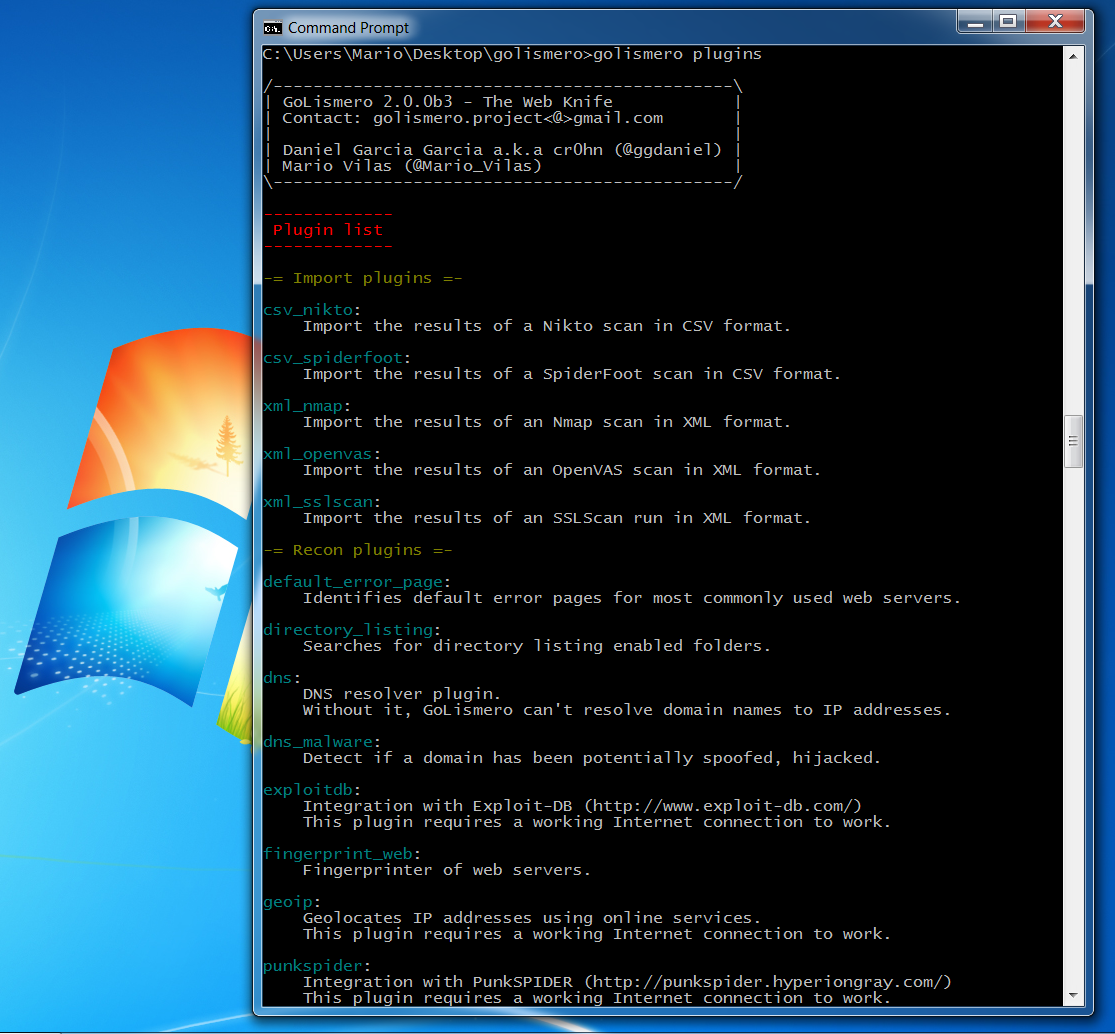 Command Prompt
C:\Users\Mario\Desktop\golismero>golismero plugins
/----------------------------------------------\
| GoLismero 2.0.0b3 - The Web Knife            |
| Contact: golismero.project<@>gmail.com       |
|                                              |
| Daniel Garcia Garcia a.k.a cr0hn (@ggdaniel) |
| Mario Vilas (@Mario_Vilas)                   |
\----------------------------------------------/
-------------
Plugin list
-------------
-= Import plugins =-
csv_nikto:
Import the results of a Nikto scan in CSV format.
csv_spiderfoot:
Import the results of a SpiderFoot scan in CSV format.
xml_nmap:
Import the results of an Nmap scan in XML format.
xml_openvas:
Import the results of an OpenVAS scan in XML format.
xml_sslscan:
Import the results of an SSLScan run in XML format.
-= Recon plugins =-
default_error_page:
Identifies default error pages for most commonly used web servers.
directory_listing:
Searches for directory listing enabled folders.
dns:
DNS resolver plugin.
Without it, GoLismero can't resolve domain names to IP addresses.
dns_malware:
Detect if a domain has been potentially spoofed, hijacked.
exploitdb:
Integration with Exploit-DB (http://www.exploit-db.com/)
This plugin requires a working Internet connection to work.
fingerprint_web:
Fingerprinter of web servers.
geoip:
Geolocates IP addresses using online services.
This plugin requires a working Internet connection to work.
punkspider:
Integration with PunkSPIDER (http://punkspider.hyperiongray.com/)
This plugin requires a working Internet connection to work.